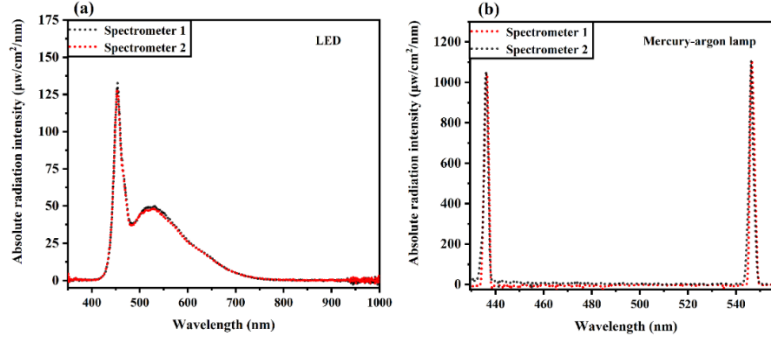 (a)
Spectrometer 1
Spectrometer 2
LED
Absolute radiation intensity (μw/cm²/nm)
175
150
125
100
75
50
25
0
400 500 600 700 800 900 1000
Wavelength (nm)
(b)
Spectrometer 1
Spectrometer 2
Mercury-argon lamp
Absolute radiation intensity (μw/cm²/nm)
1200
1000
800
600
400
200
0
440 460 480 500 520 540
Wavelength (nm)